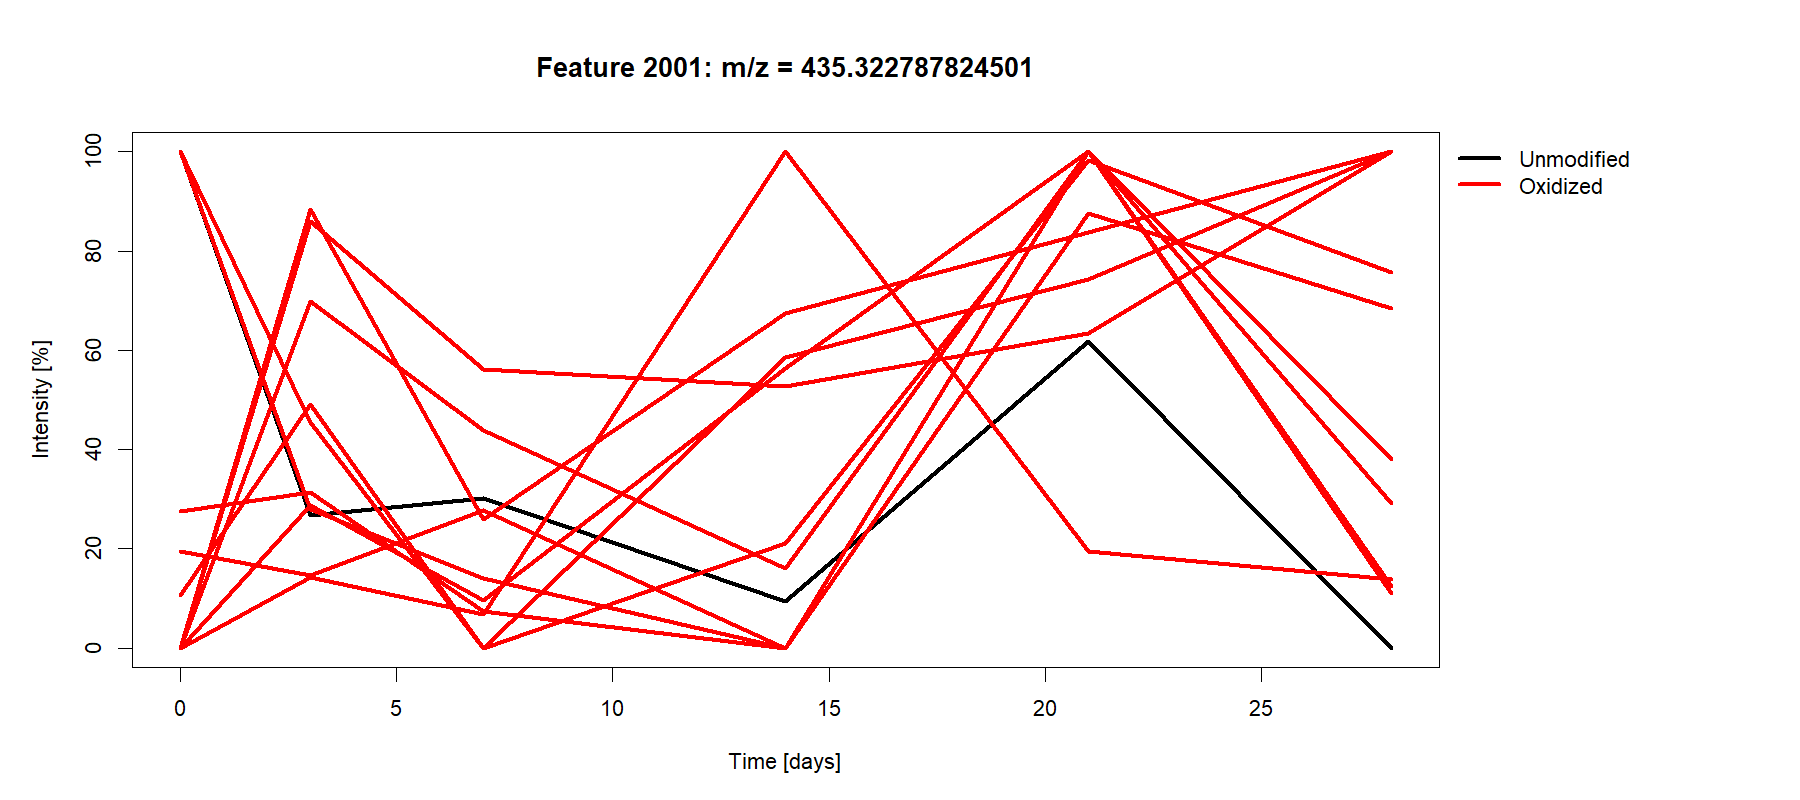 Feature 2001: m/z = 435.322787824501
Unmodified
Oxidized
100
80
60
40
20
0
Intensity [%]
0 5 10 15 20 25
Time [days]